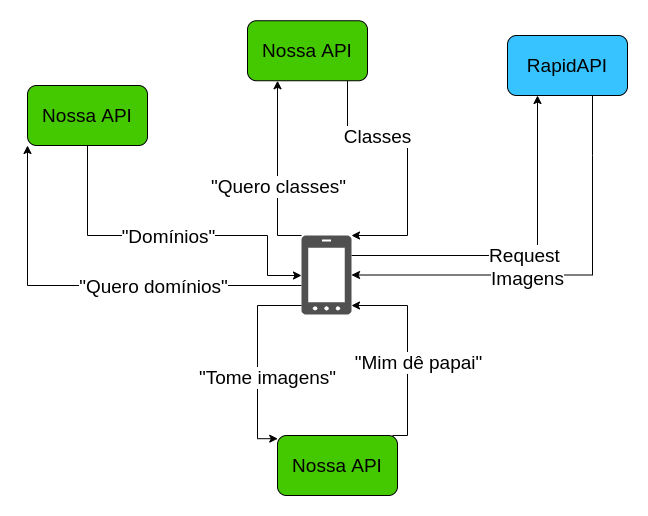 Nossa API
RapidAPI
Nossa API
Classes
"Quero classes"
"Domínios"
Request
Imagens
"Quero domínios"
"Mim dê papai"
"Tome imagens"
Nossa API